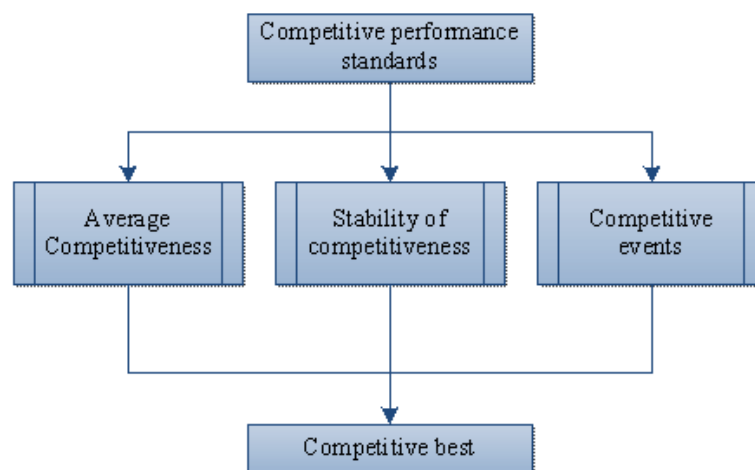 Competitive performance
standards
Average
Competitiveness
Stability of
competitiveness
Competitive
events
Competitive best